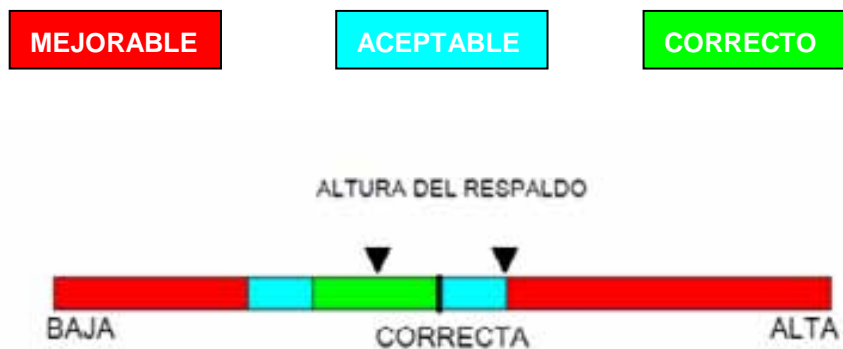 MEJORABLE ACEPTABLE CORRECTO
ALTURA DEL RESPALDO
BAJA CORRECTA ALTA